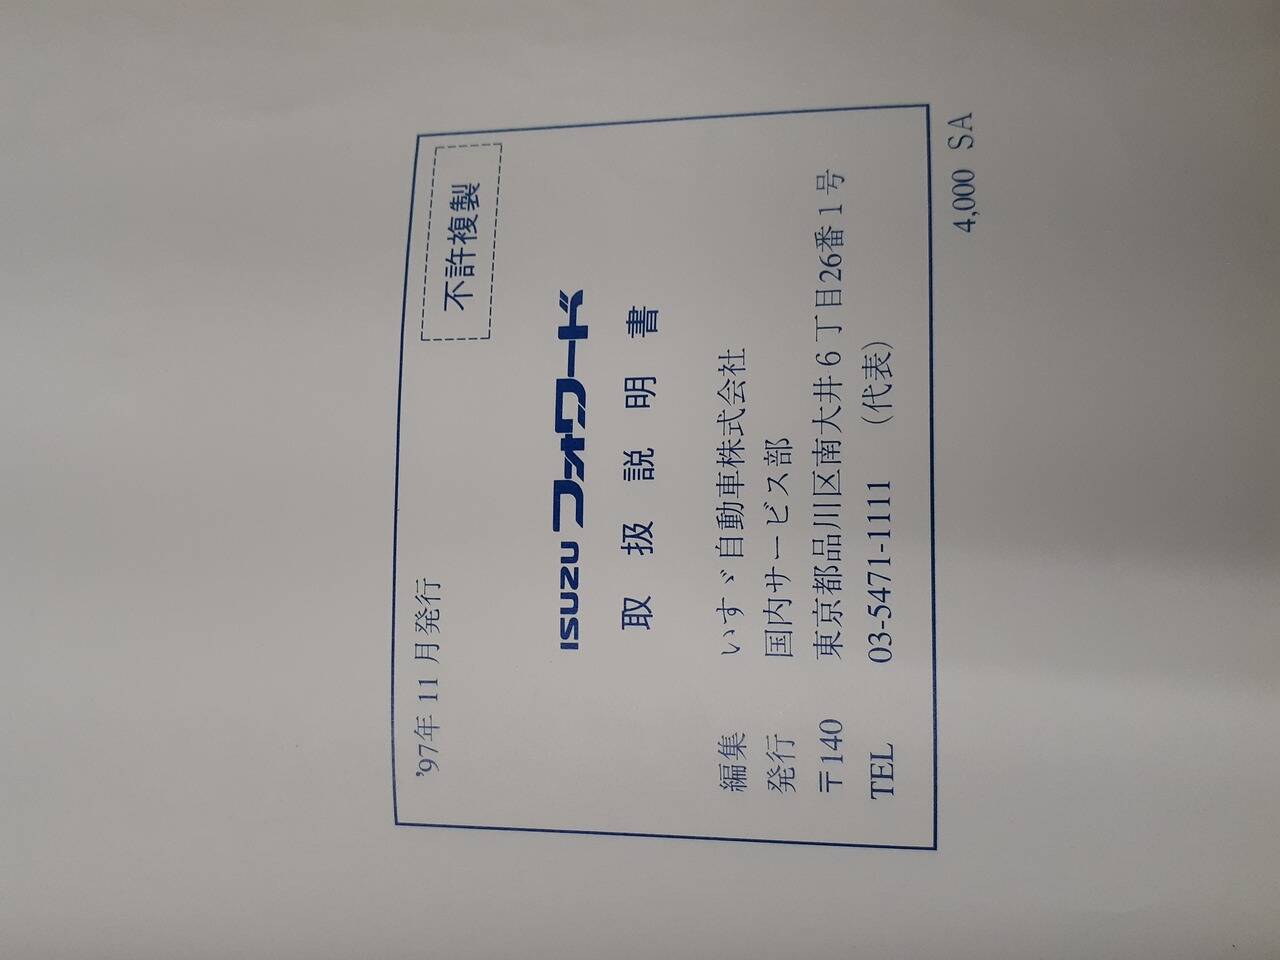 '97年 11 月発行
不許複製
ISUZU フォワード
取扱説明書
編集 いすゞ自動車株式会社
発行 国内サービス部
〒140 東京都品川区南大井6丁目26番1号
TEL 03-5471-1111 (代表)
4,000 SA